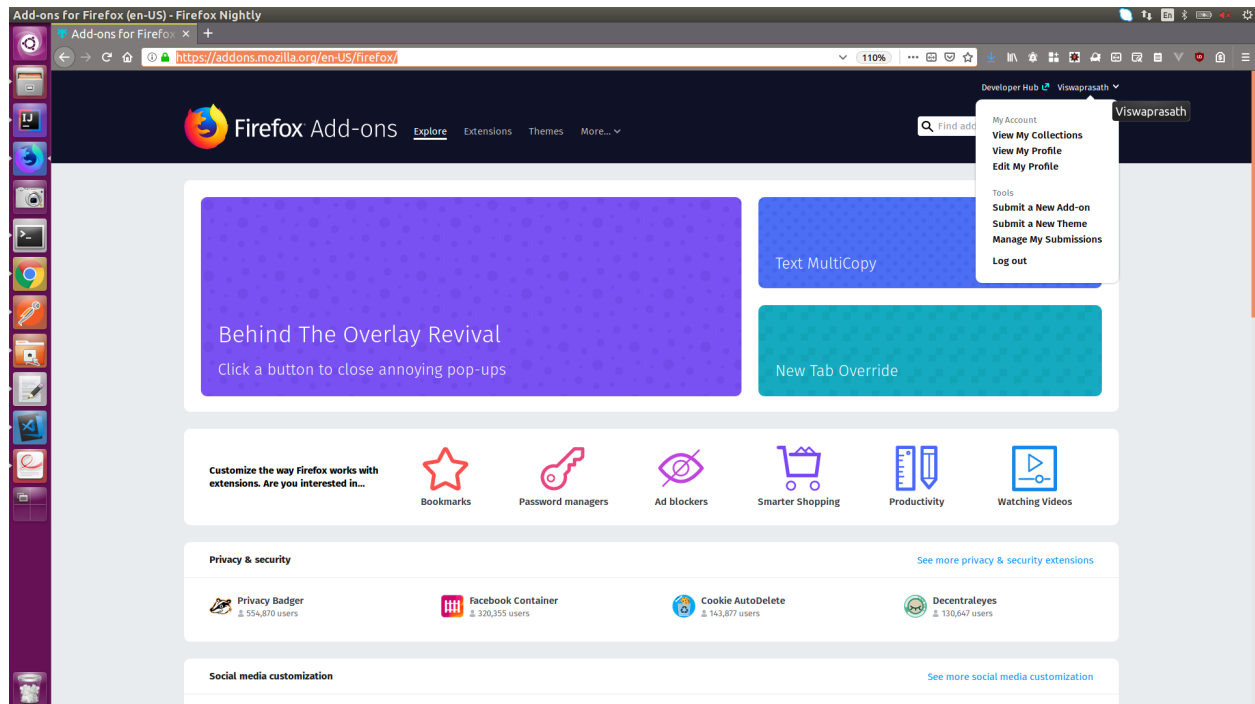 Add-ons for Firefox (en-US) - Firefox Nightly
En
Add-ons for Firefox
https://addons.mozilla.org/en-US/firefox/
110%
Developer Hub
Viswaprasath
Viswaprasath
Firefox Add-ons
Explore
Extensions
Themes
More...
Find add
My Account
View My Collections
View My Profile
Edit My Profile
Tools
Submit a New Add-on
Submit a New Theme
Manage My Submissions
Log out
Behind The Overlay Revival
Click a button to close annoying pop-ups
Text MultiCopy
New Tab Override
Customize the way Firefox works with
extensions. Are you interested in...
Bookmarks
Password managers
Ad blockers
Smarter Shopping
Productivity
Watching Videos
Privacy & security
See more privacy & security extensions
Privacy Badger
554,870 users
Facebook Container
320,355 users
Cookie AutoDelete
143,877 users
Decentraleyes
130,647 users
Social media customization
See more social media customization